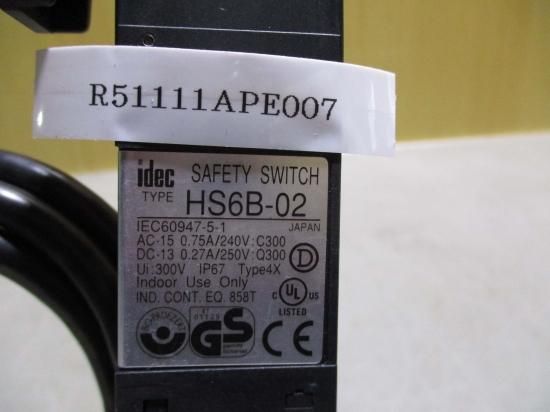 R51111APE007
idec SAFETY SWITCH
TYPE HS6B-02
IEC60947-5-1 JAPAN
AC-15 0.75A/240V:C300
DC-13 0.27A/250V:Q300
Ui:300V IP67 Type4X
Indoor Use Only
IND. CONT. EQ. 858T
D
C UL US
LISTED
GS
CE